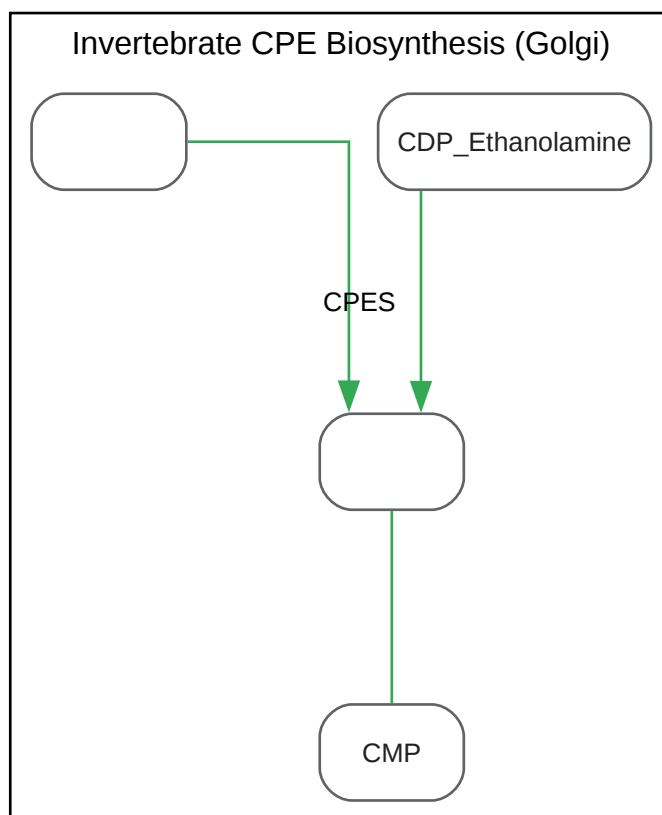 Invertebrate CPE Biosynthesis (Golgi)
CDP_Ethanolamine
CPES
CMP